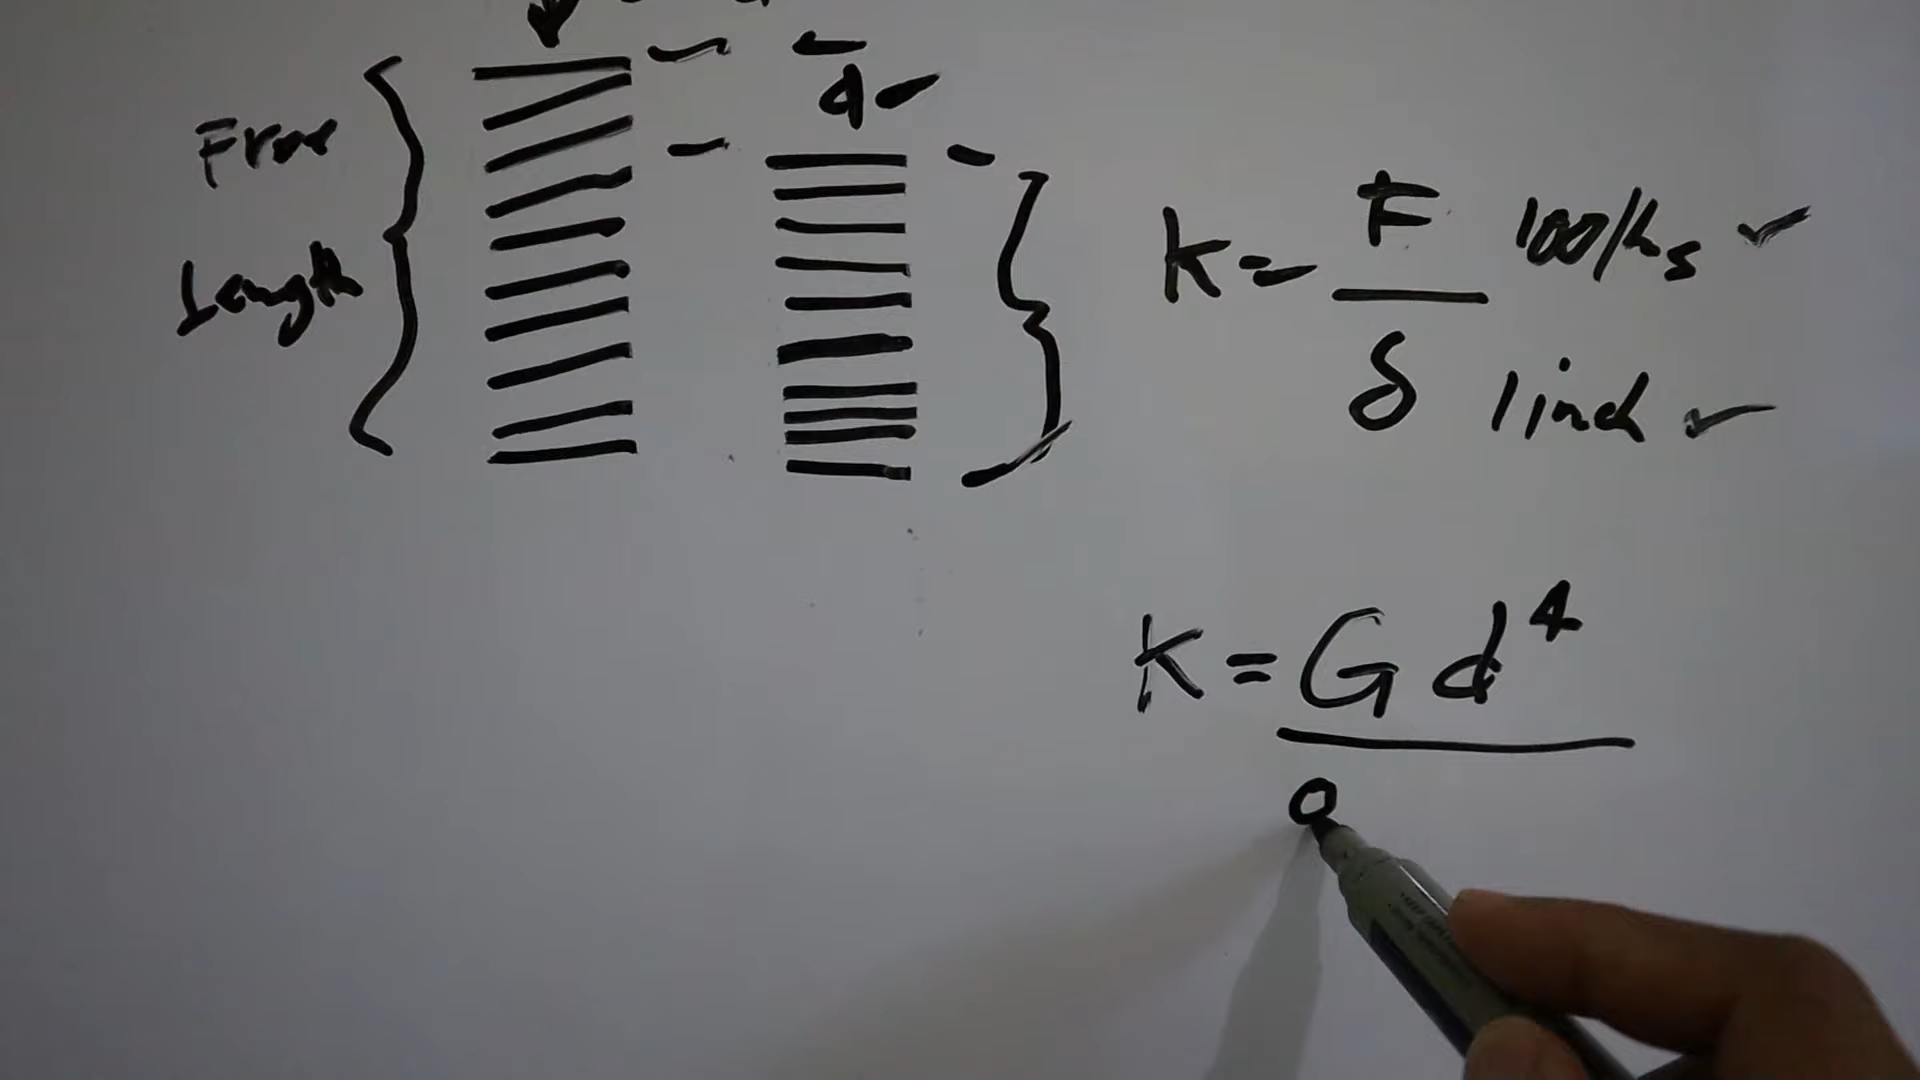 Free
Length
K = F 100 lbs
δ 1 inch
K = G d⁴